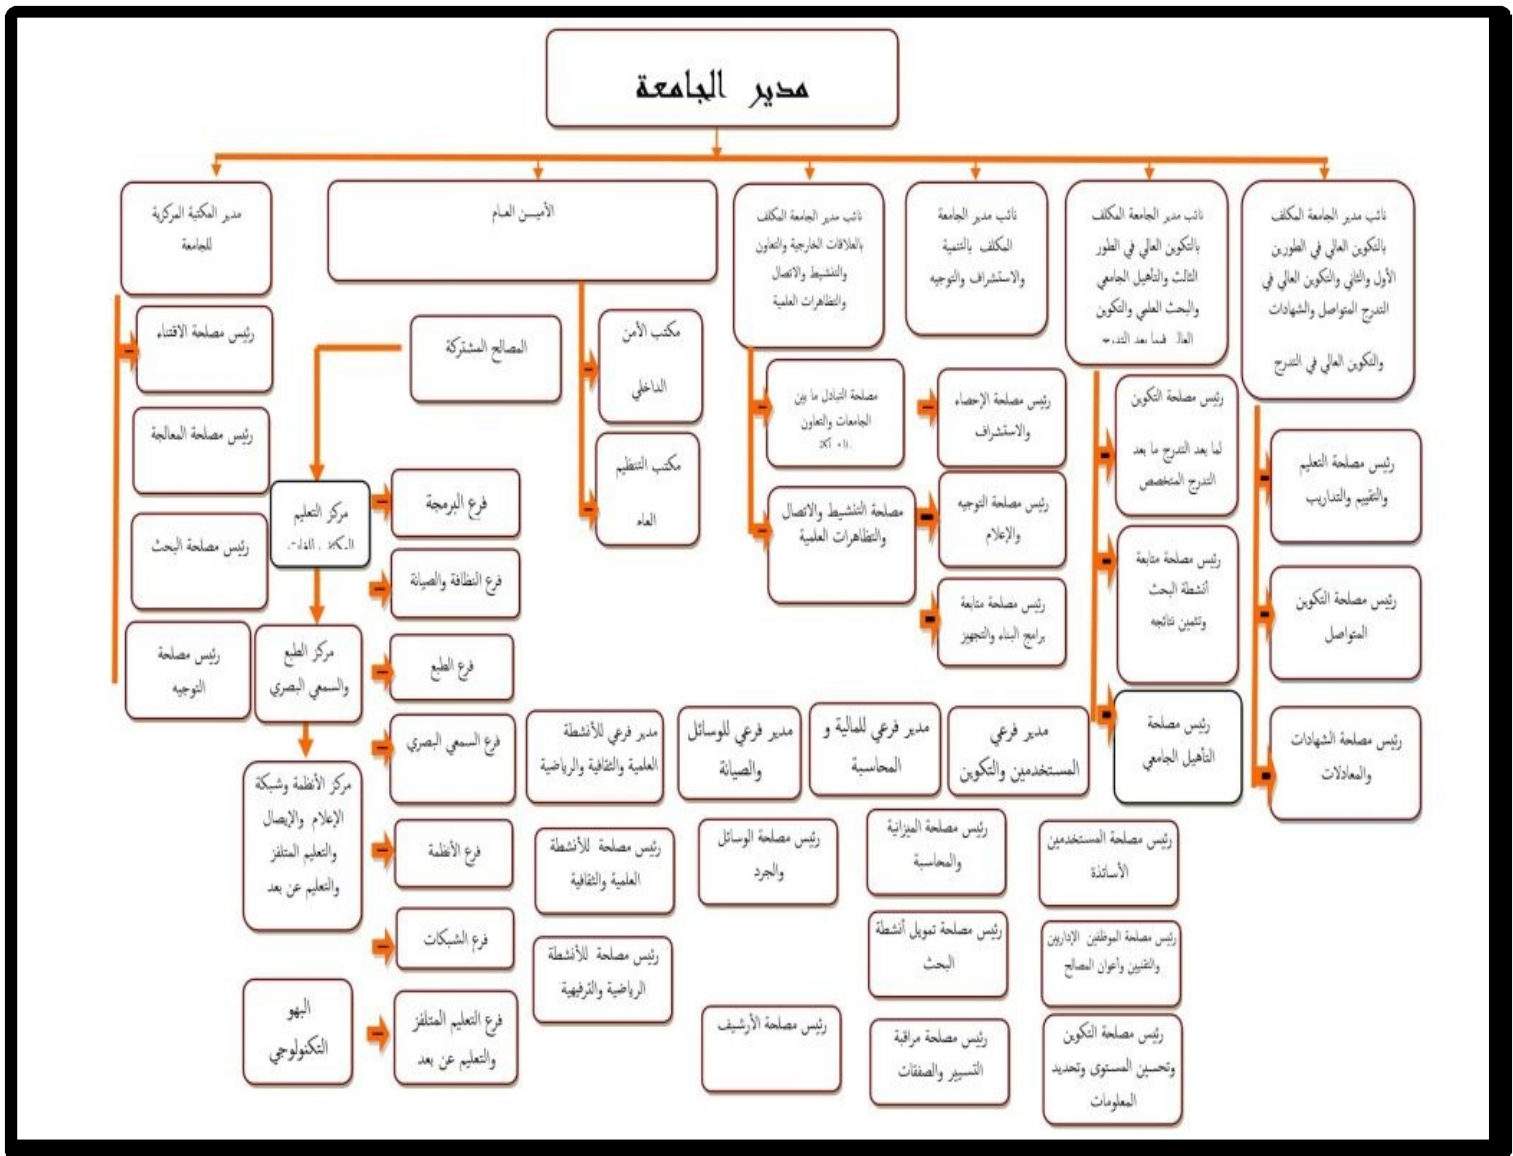 مدير الجامعة
نائب مدير الجامعة المكلف
بالتكوين العالي في الطورين
الأول والثاني والتكوين العالي في
التدرج المتواصل والشهادات
والتكوين العالي في التدرج
نائب مدير الجامعة المكلف
بالتكوين العالي في الطور
الثالث والتأهيل الجامعي
والبحث العلمي والتكوين
العالي فيما بعد التدرج
نائب مدير الجامعة
المكلف بالتنمية
والاستشراف والتوجيه
نائب مدير الجامعة المكلف
بالعلاقات الخارجية والتعاون
والتنشيط والاتصال
والتظاهرات العلمية
الأميـــن العـام
مدير المكتبة المركزية
للجامعة
رئيس مصلحة التعليم
والتقييم والتداريب
رئيس مصلحة التكوين
المتواصل
رئيس مصلحة الشهادات
والمعادلات
رئيس مصلحة التكوين
لما بعد التدرج ما بعد
التدرج المتخصص
رئيس مصلحة متابعة
أنشطة البحث
وتثمين نتائجه
رئيس مصلحة
التأهيل الجامعي
رئيس مصلحة الإحصاء
والاستشراف
رئيس مصلحة التوجيه
والإعلام
رئيس مصلحة متابعة
برامج البناء والتجهيز
مصلحة التبادل ما بين
الجامعات والتعاون
مصلحة التنشيط والاتصال
والتظاهرات العلمية
مكتب الأمن
الداخلي
مكتب التنظيم
العام
المصالح المشتركة
رئيس مصلحة الاقتناء
رئيس مصلحة المعالجة
رئيس مصلحة البحث
رئيس مصلحة
التوجيه
مركز التعليم
المكثف للغات
مركز الطبع
والسمعي البصري
مركز الأنظمة وشبكة
الإعلام والإيصال
والتعليم المتلفز
والتعليم عن بعد
البهو
التكنولوجي
فرع البرمجة
فرع النظافة والصيانة
فرع الطبع
فرع السمعي البصري
فرع الأنظمة
فرع الشبكات
فرع التعليم المتلفز
والتعليم عن بعد
مدير فرعي
المستخدمين والتكوين
مدير فرعي للمالية و
المحاسبة
مدير فرعي للوسائل
والصيانة
مدير فرعي للأنشطة
العلمية والثقافية والرياضية
رئيس مصلحة المستخدمين
الأساتذة
رئيس مصلحة الموظفين الإداريين
والتقنيين وأعوان المصالح
رئيس مصلحة التكوين
وتحسين المستوى وتحديد
المعلومات
رئيس مصلحة الميزانية
والمحاسبة
رئيس مصلحة تمويل أنشطة
البحث
رئيس مصلحة مراقبة
التسيير والصفقات
رئيس مصلحة الوسائل
والجرد
رئيس مصلحة الأرشيف
رئيس مصلحة للأنشطة
العلمية والثقافية
رئيس مصلحة للأنشطة
الرياضية والترفيهية